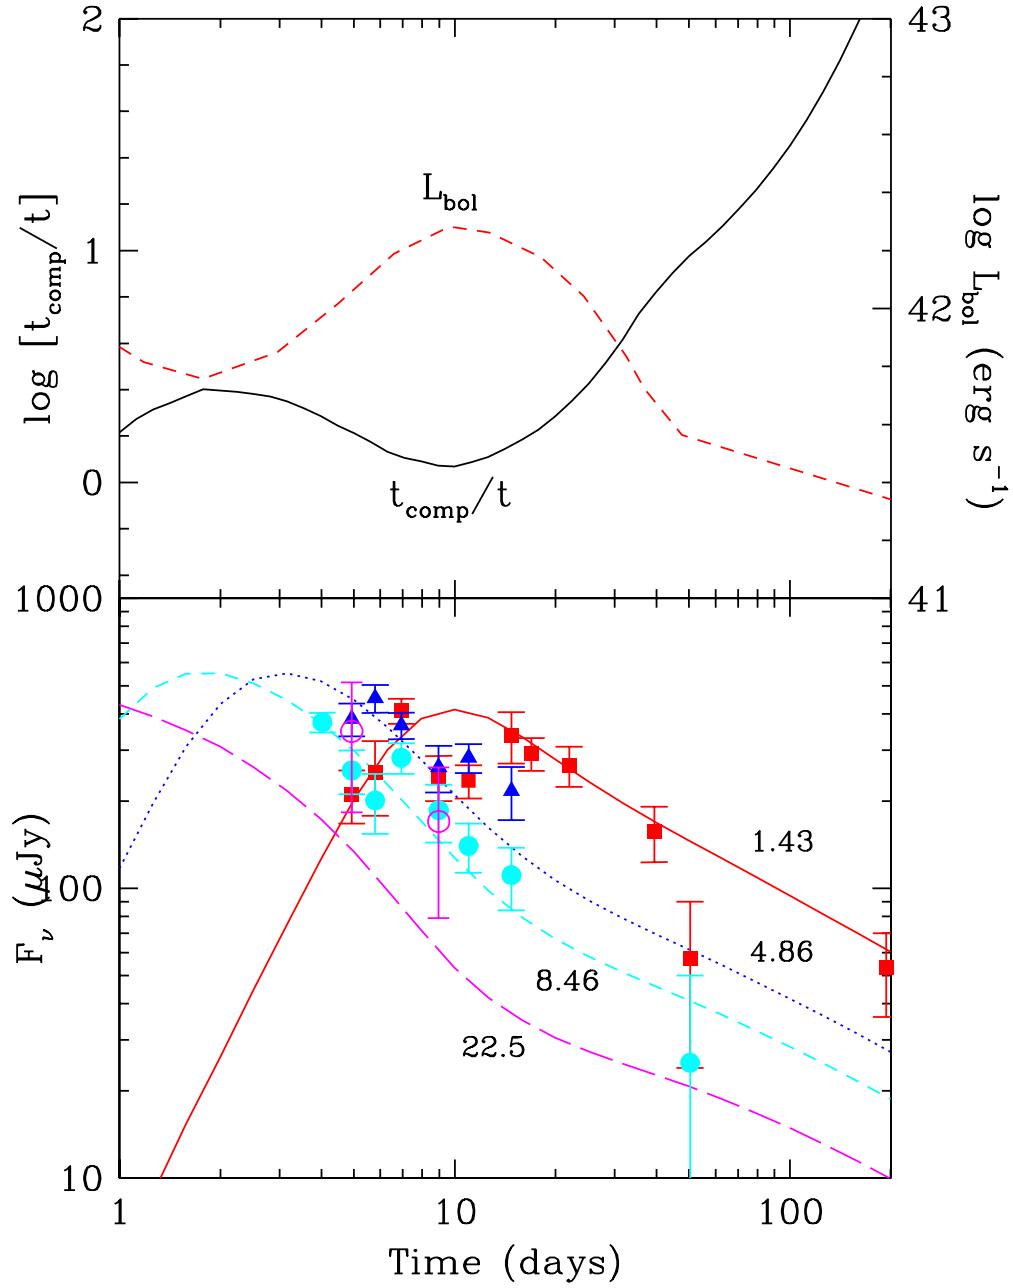 2
1
0
log [t_comp/t]
43
42
41
log L_bol (erg s^-1)
L_bol
t_comp/t
1000
100
10
F_ν (μJy)
1.43
4.86
8.46
22.5
1
10
100
Time (days)